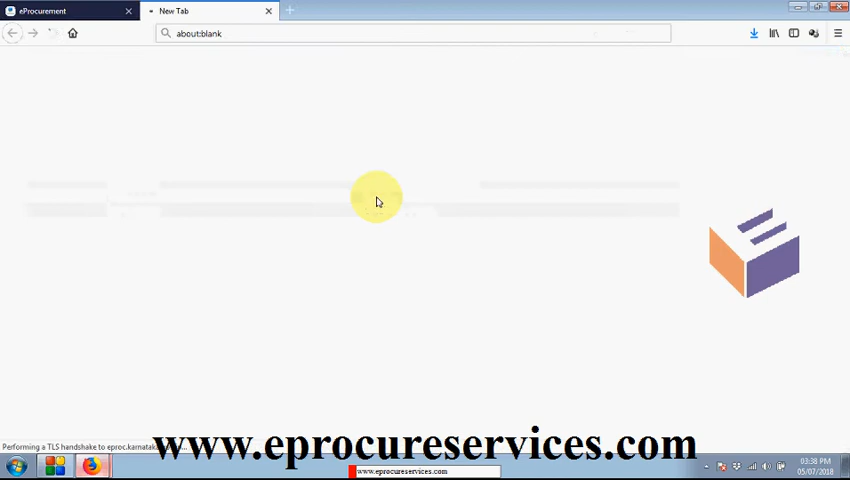 eProcurement
New Tab
about:blank
Performing a TLS handshake to eproc.karnataka
www.eprocureservices.com
www.eprocureservices.com
03:38 PM
05/07/2018